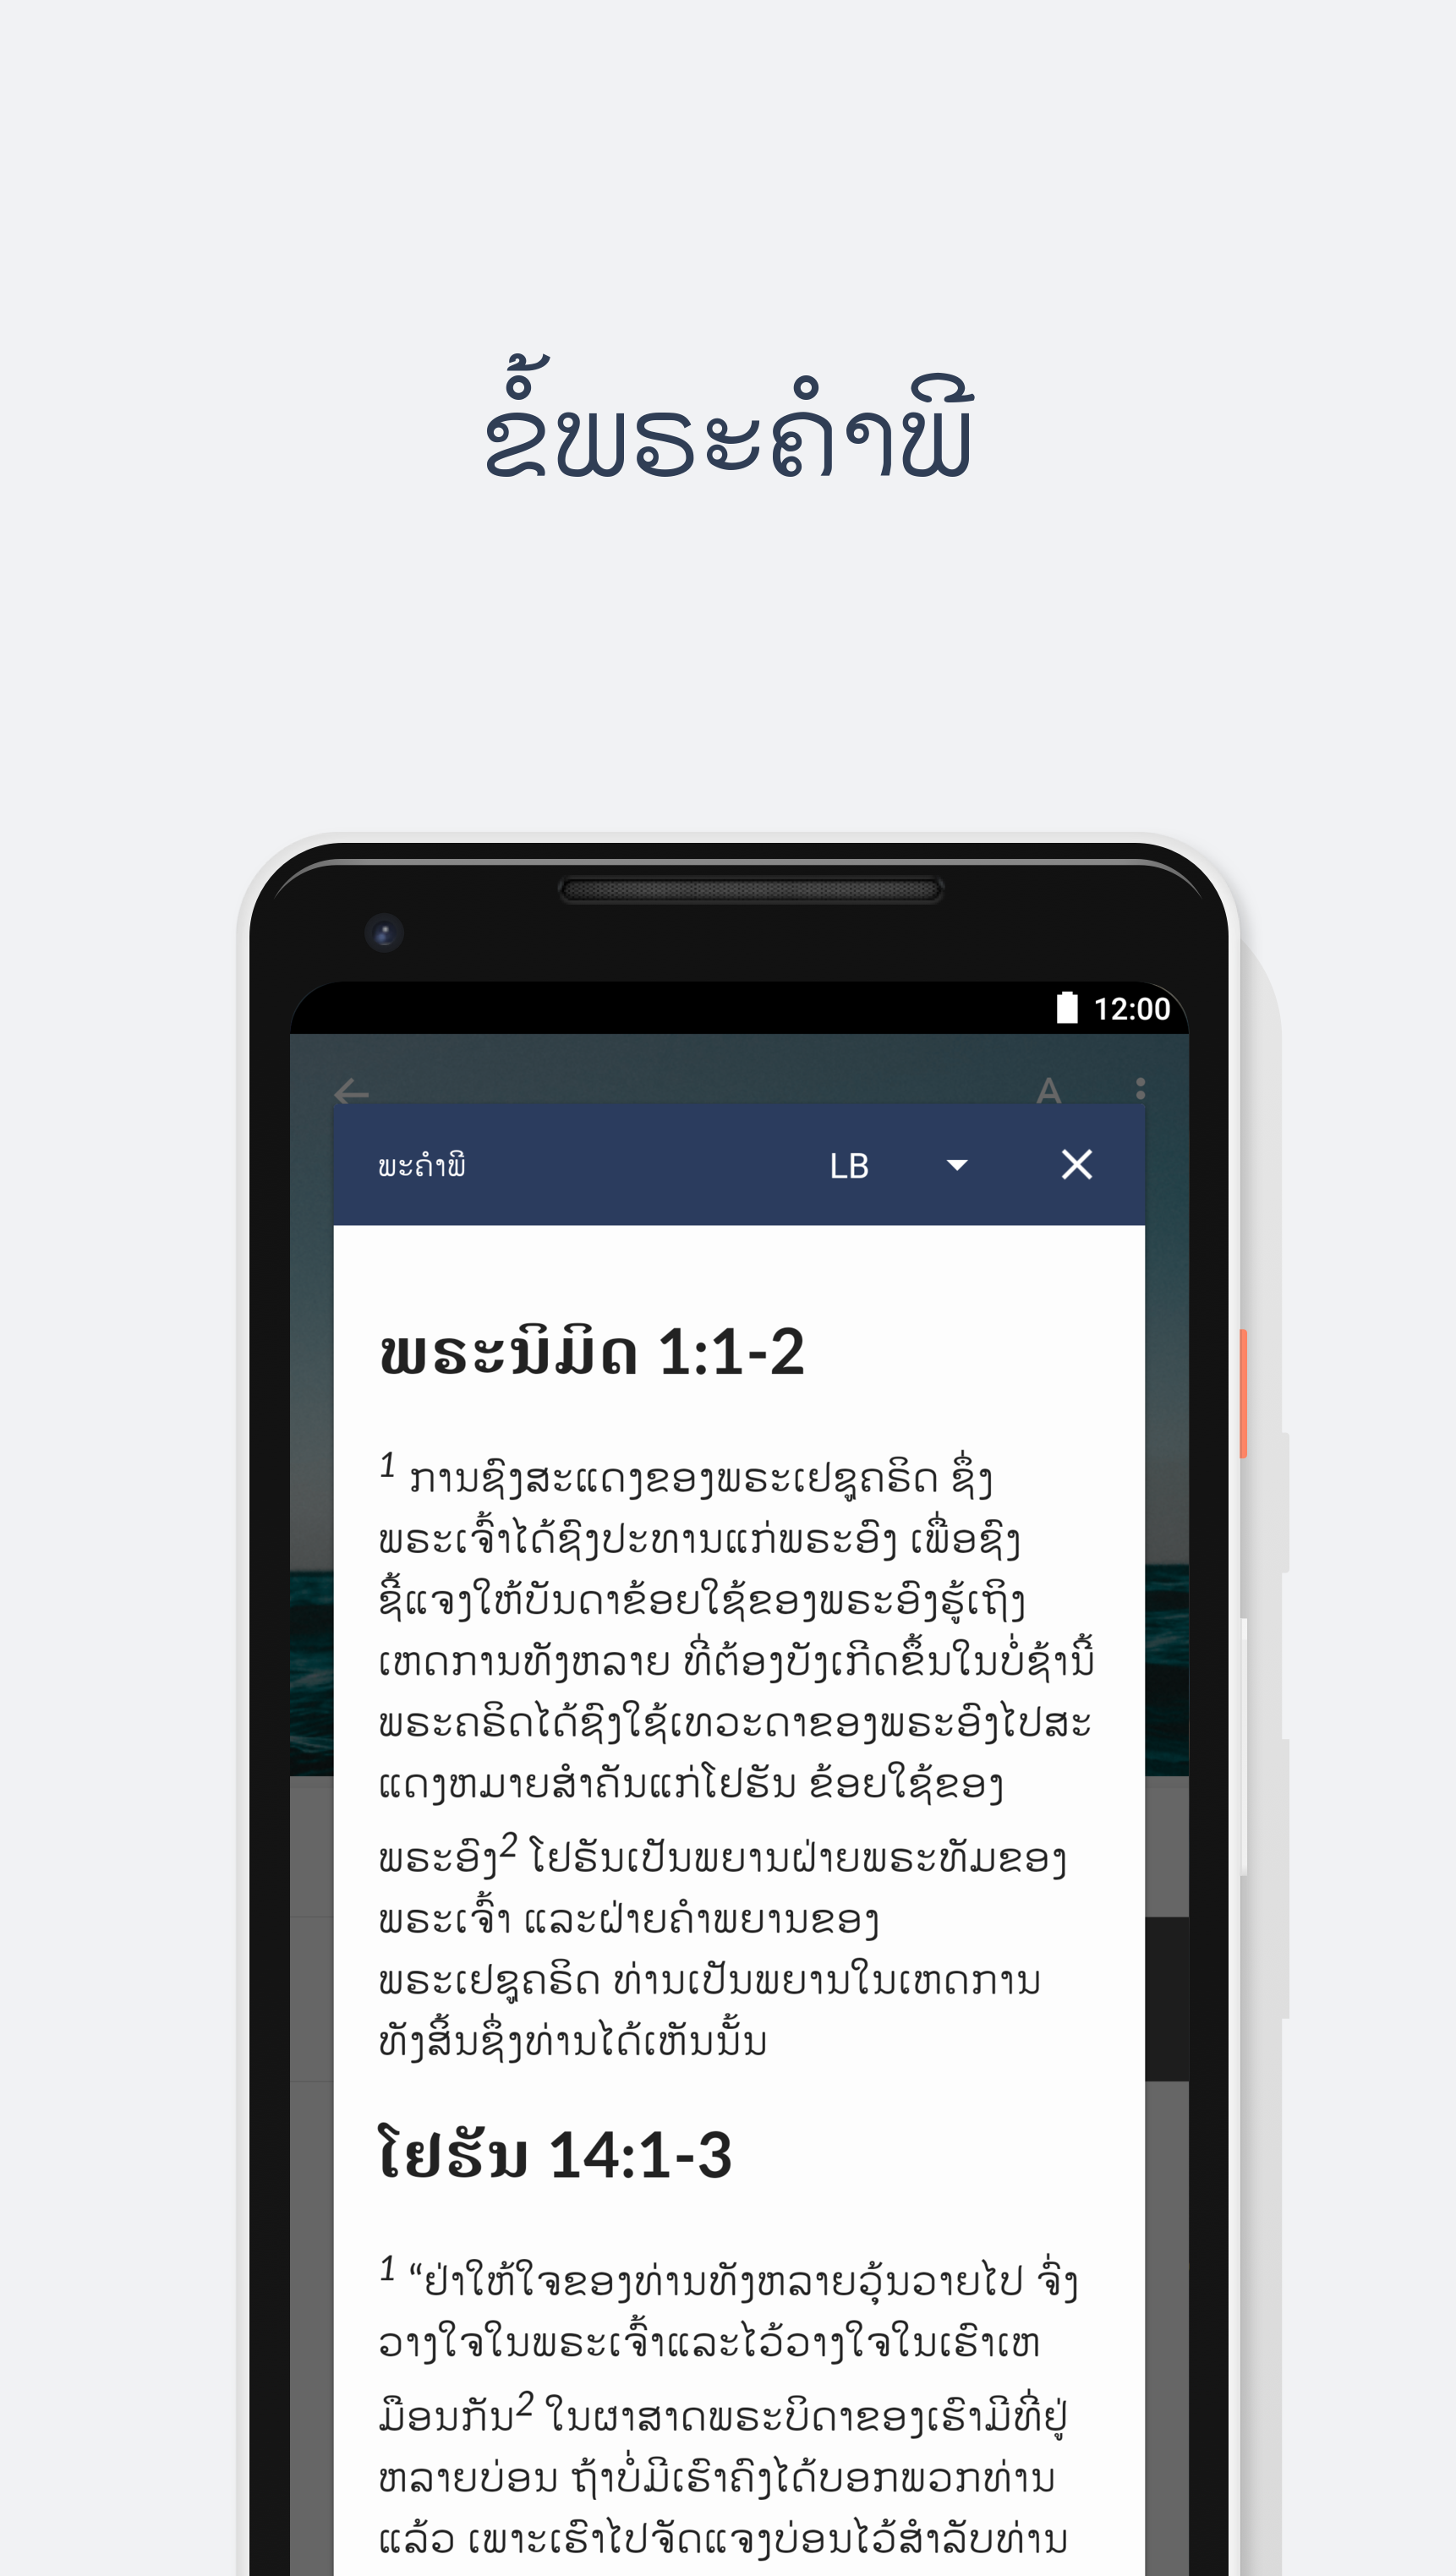 ຂໍ້ພຣະຄຳພີ
12:00
A
ພະຄຳພີ LB
ພຣະນິມິດ 1:1-2
1 ການຊົງສະແດງຂອງພຣະເຢຊູຄຣິດ ຊຶ່ງ
ພຣະເຈົ້າໄດ້ຊົງປະທານແກ່ພຣະອົງ ເພື່ອຊົງ
ຊີ້ແຈງໃຫ້ບັນດາຂ້ອຍໃຊ້ຂອງພຣະອົງຮູ້ເຖິງ
ເຫດການທັງຫລາຍ ທີ່ຕ້ອງບັງເກີດຂຶ້ນໃນບໍ່ຊ້ານີ້
ພຣະຄຣິດໄດ້ຊົງໃຊ້ເທວະດາຂອງພຣະອົງໄປສະ
ແດງຫມາຍສຳຄັນແກ່ໂຢຮັນ ຂ້ອຍໃຊ້ຂອງ
ພຣະອົງ2 ໂຢຮັນເປັນພຍານຝ່າຍພຣະທັມຂອງ
ພຣະເຈົ້າ ແລະຝ່າຍຄຳພຍານຂອງ
ພຣະເຢຊູຄຣິດ ທ່ານເປັນພຍານໃນເຫດການ
ທັງສິ້ນຊຶ່ງທ່ານໄດ້ເຫັນນັ້ນ
ໂຢຮັນ 14:1-3
1 “ຢ່າໃຫ້ໃຈຂອງທ່ານທັງຫລາຍວຸ້ນວາຍໄປ ຈົ່ງ
ວາງໃຈໃນພຣະເຈົ້າແລະໄວ້ວາງໃຈໃນເຮົາເຫ
ມືອນກັນ2 ໃນຜາສາດພຣະບິດາຂອງເຮົາມີທີ່ຢູ່
ຫລາຍບ່ອນ ຖ້າບໍ່ມີເຮົາຄົງໄດ້ບອກພວກທ່ານ
ແລ້ວ ເພາະເຮົາໄປຈັດແຈງບ່ອນໄວ້ສຳລັບທ່ານ